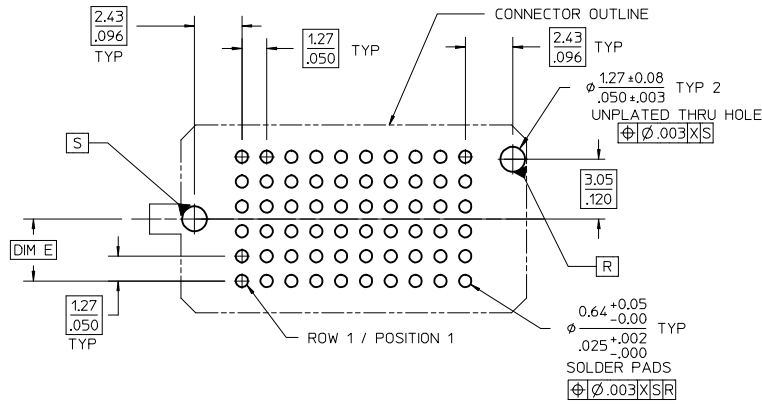 2.43
.096
TYP
1.27
.050
TYP
CONNECTOR OUTLINE
2.43
.096
⌀ 1.27 ±0.08
.050 ±.003
TYP 2
UNPLATED THRU HOLE
⌖ ⌀.003 X S
S
3.05
.120
DIM E
R
1.27
.050
TYP
ROW 1 / POSITION 1
⌀ 0.64 +0.05 -0.00
.025 +.002 -.000
TYP
SOLDER PADS
⌖ ⌀.003 X S R